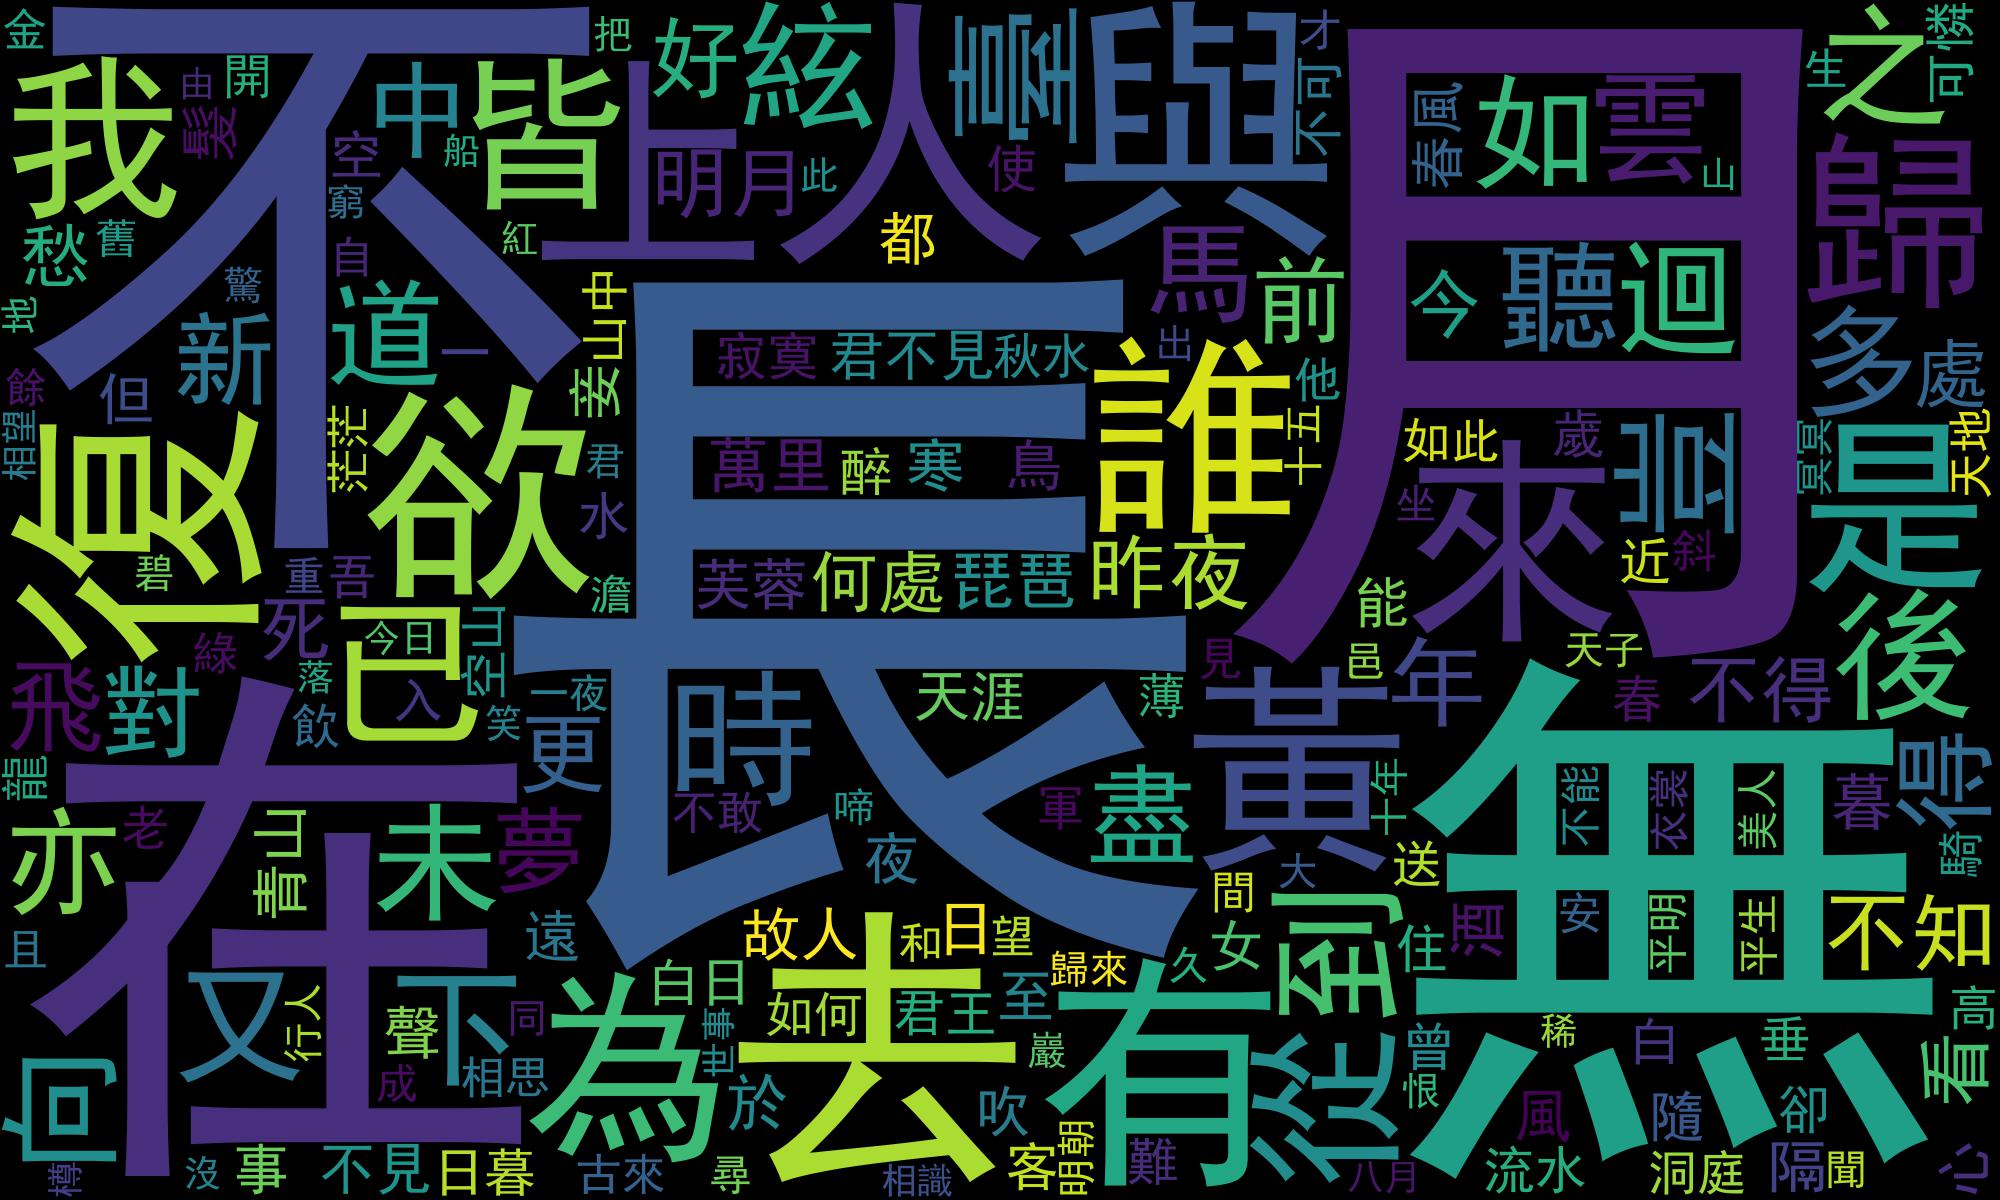 金
不
把
好
絃
人
臺
與
才
不可
月
之
可憐
我
由
開
髮
中
皆
上
春風
如
雲
生
空
船
明月
此
使
歸
愁
舊
窮
自
紅
都
馬
前
今
聽
迴
驚
地
新
道
一
妾
山中
長
寂寞
君不見
秋水
誰
出
他
多
處
餘
但
相望
復
茫茫
欲
君
水
萬里
醉
寒
鳥
十五
如此
歲
豈
來
坐
是
冥冥
天地
碧
重
吾
澹
芙蓉
何處
琵琶
昨夜
近
斜
能
死
已
今日
空山
綠
後
飛
對
落
入
飲
一夜
笑
更
時
天涯
薄
見
黃
邑
年
天子
春
不得
無
得
龍
在
亦
老
青山
未
夢
不敢
啼
夜
軍
盡
十年
不能
衣裳
美人
暮
騎
大
送
且
遠
故人
去
和
日
望
間
到
女
住
酒
安
平明
平生
不知
又
行人
下
聲
同
為
白日
如何
君王
至
歸來
久
有
向
成
相思
世事
於
巖
吹
從
曾
恨
稀
白
垂
高
看
風
隨
卻
樽
沒
事
不見
日暮
古來
尋
相識
客
明朝
難
八月
流水
洞庭
隔
聞
心